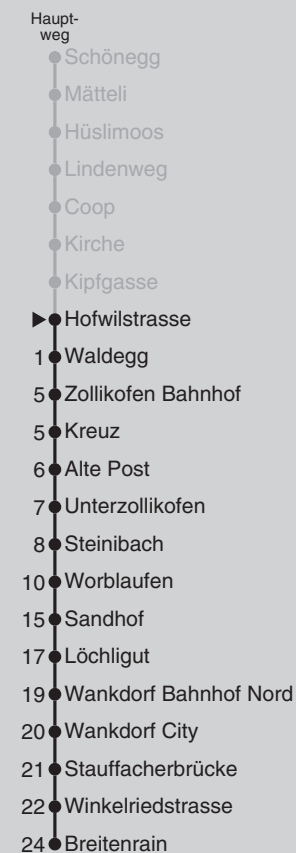 Haupt-
weg
Schönegg
Mätteli
Hüslimoos
Lindenweg
Coop
Kirche
Kipfgasse
Hofwilstrasse
1 Waldegg
5 Zollikofen Bahnhof
5 Kreuz
6 Alte Post
7 Unterzollikofen
8 Steinibach
10 Worblaufen
15 Sandhof
17 Löchligut
19 Wankdorf Bahnhof Nord
20 Wankdorf City
21 Stauffacherbrücke
22 Winkelriedstrasse
24 Breitenrain